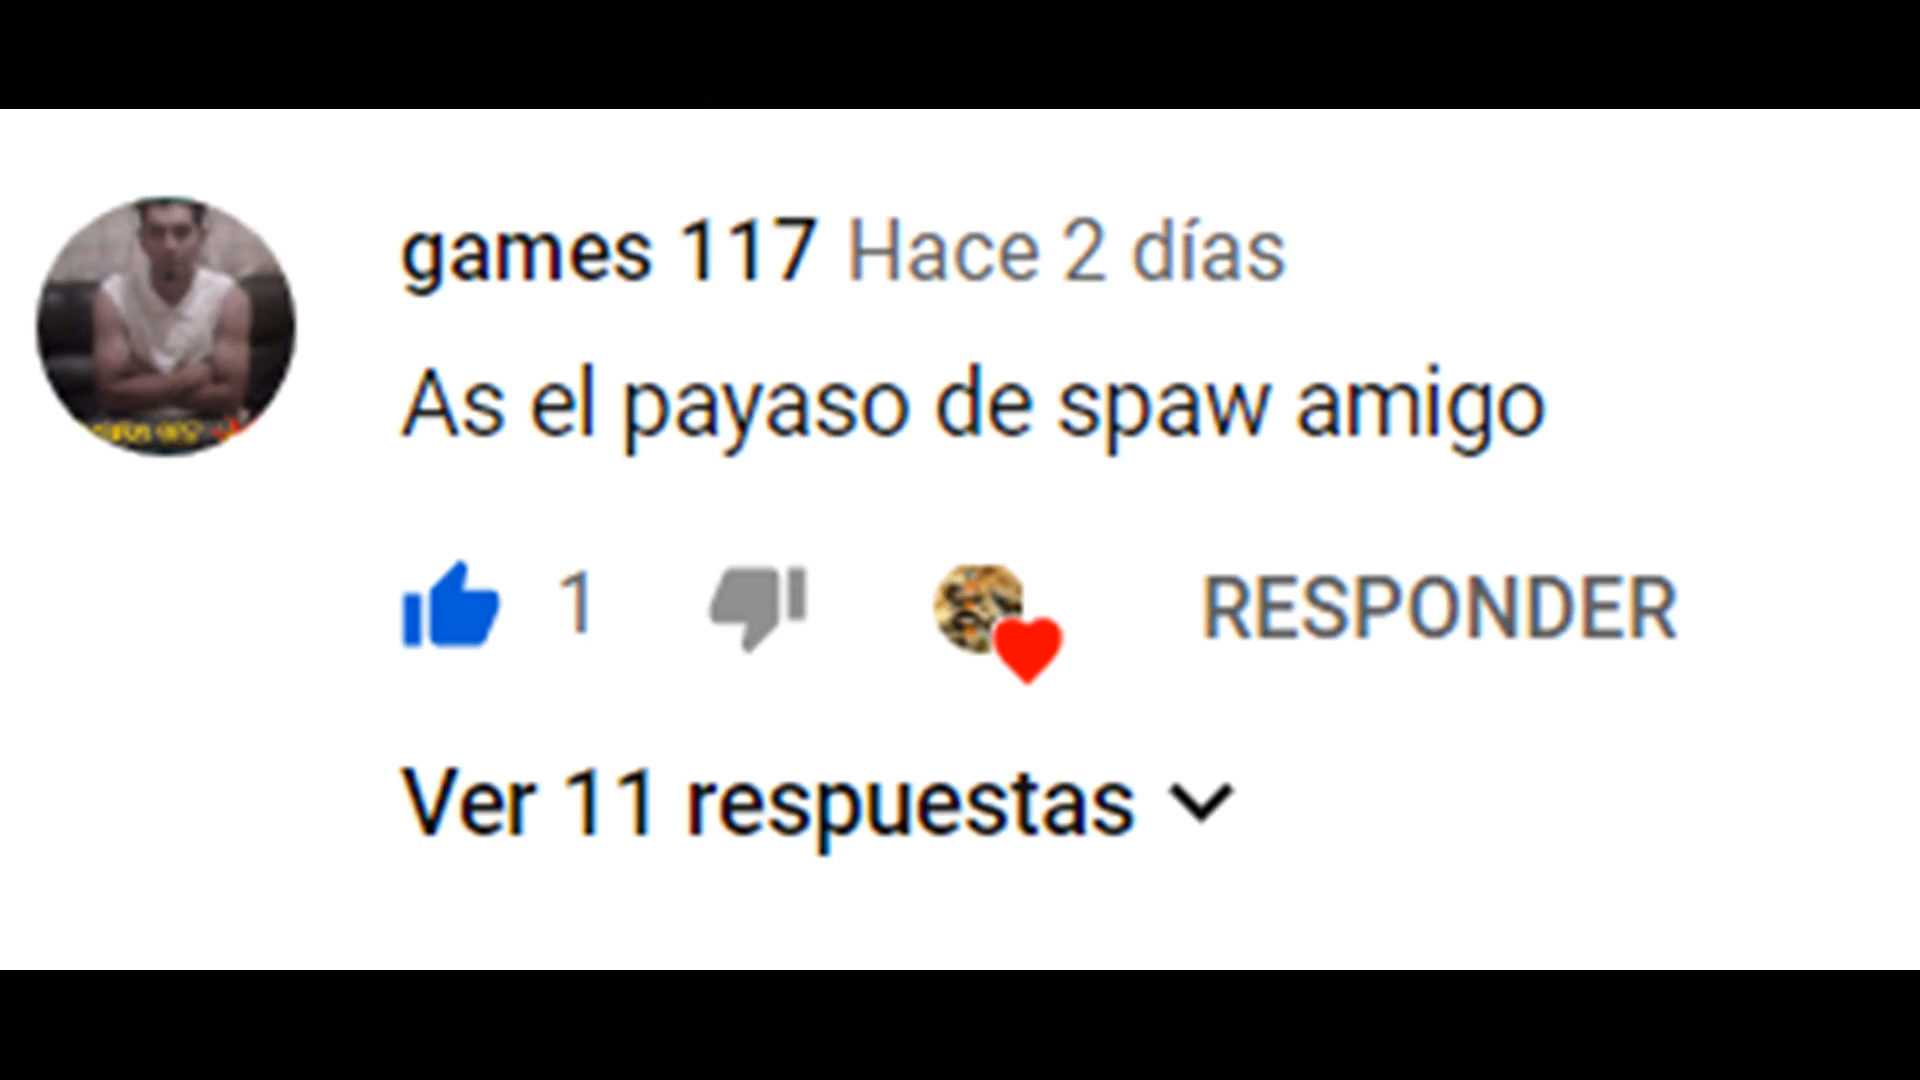 games 117 Hace 2 días
As el payaso de spaw amigo
1 RESPONDER
Ver 11 respuestas